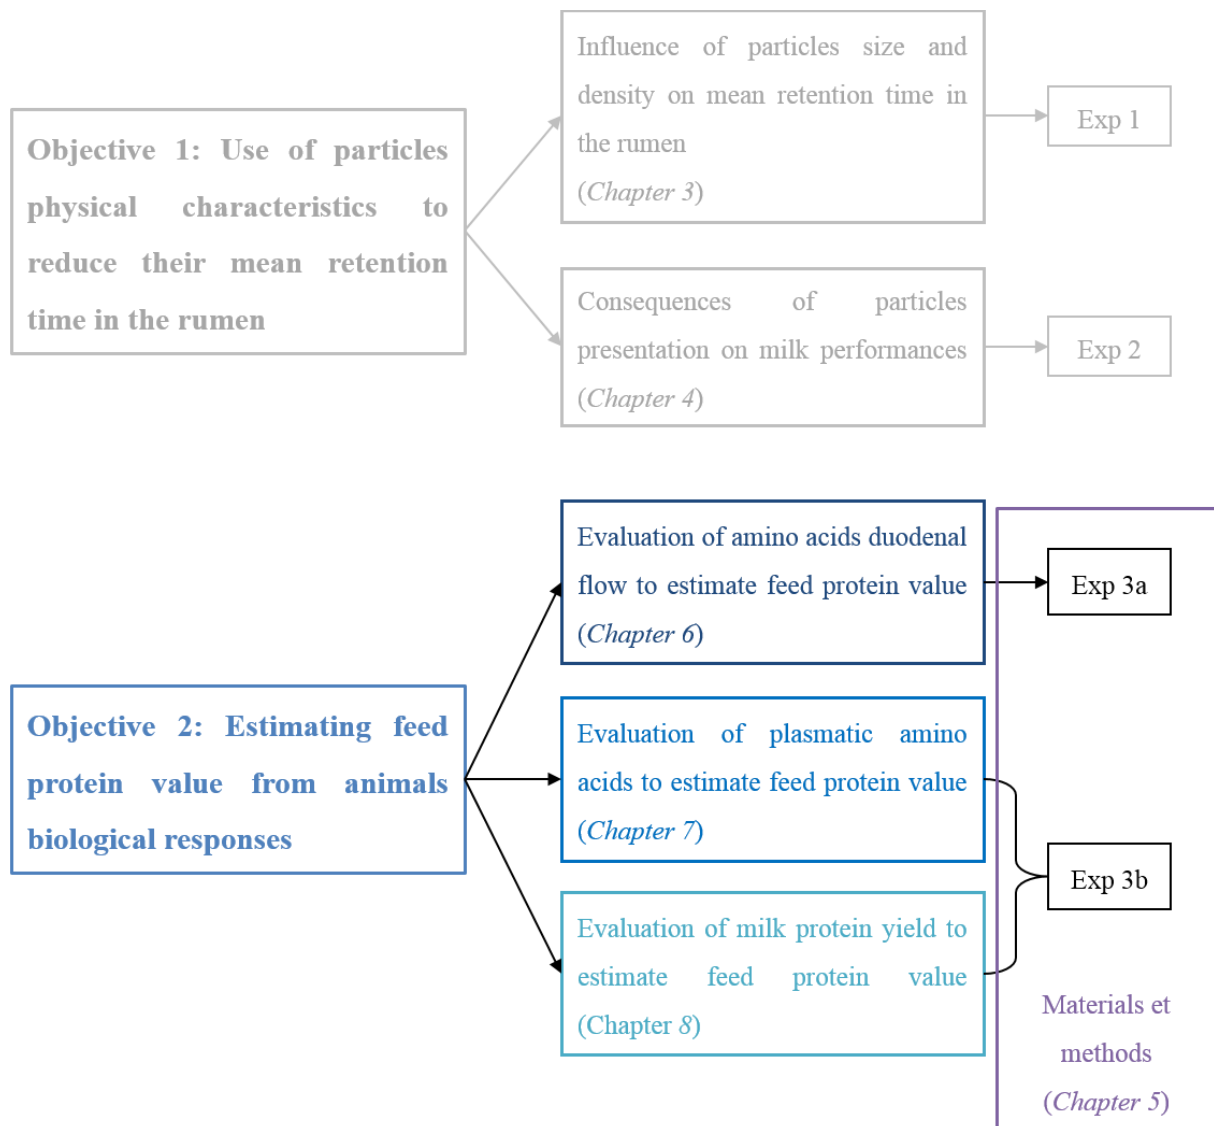 Influence of particles size and
density on mean retention time in
the rumen
(Chapter 3)
Exp 1
Objective 1: Use of particles
physical characteristics to
reduce their mean retention
time in the rumen
Consequences of particles
presentation on milk performances
(Chapter 4)
Exp 2
Evaluation of amino acids duodenal
flow to estimate feed protein value
(Chapter 6)
Exp 3a
Objective 2: Estimating feed
protein value from animals
biological responses
Evaluation of plasmatic amino
acids to estimate feed protein value
(Chapter 7)
Exp 3b
Evaluation of milk protein yield to
estimate feed protein value
(Chapter 8)
Materials et
methods
(Chapter 5)